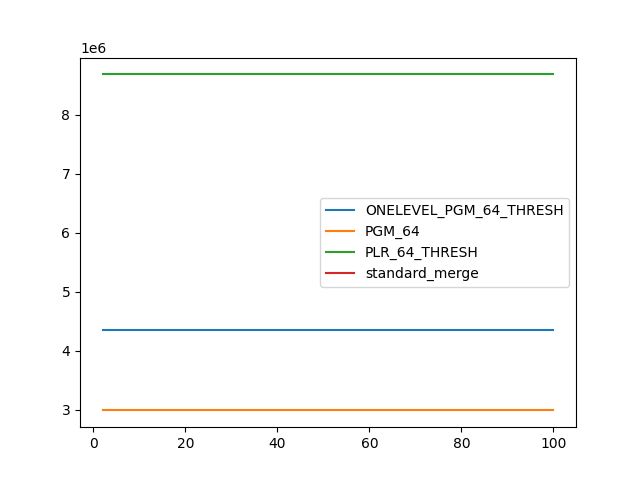 1e6
8
7
6
5
4
3
0 20 40 60 80 100
ONELEVEL_PGM_64_THRESH
PGM_64
PLR_64_THRESH
standard_merge